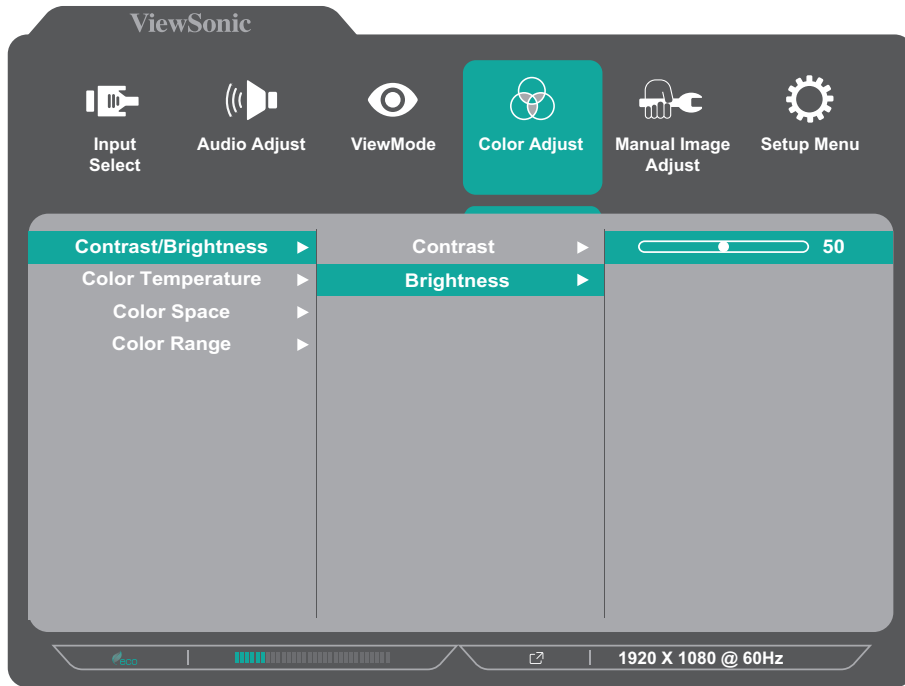 ViewSonic
Input
Select
Audio Adjust
ViewMode
Color Adjust
Manual Image
Adjust
Setup Menu
Contrast/Brightness
Contrast
50
Color Temperature
Brightness
Color Space
Color Range
eco
1920 X 1080 @ 60Hz